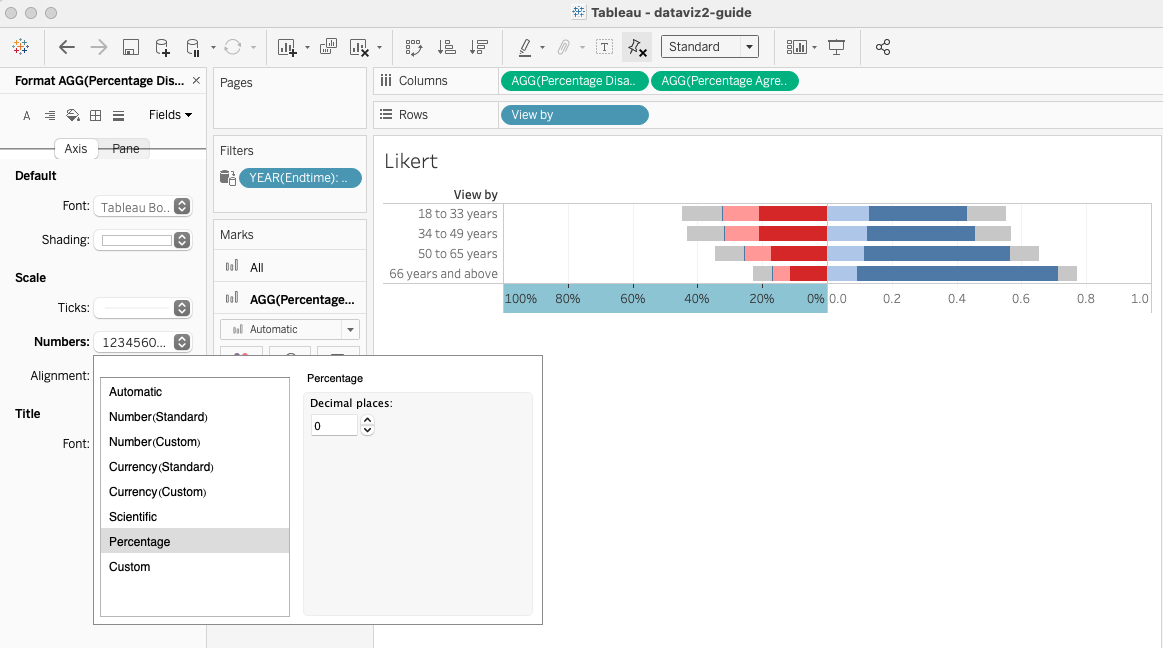 Tableau - dataviz2-guide
Standard
Format AGG(Percentage Dis... ×
A Fields
Axis Pane
Default
Font: Tableau Bo..
Shading:
Scale
Ticks:
Numbers: 1234560...
Alignment:
Title
Font:
Pages
Filters
YEAR(Endtime): ..
Marks
All
AGG(Percentage...
Automatic
Columns AGG(Percentage Disa.. AGG(Percentage Agre..
Rows View by
Likert
View by
18 to 33 years
34 to 49 years
50 to 65 years
66 years and above
100% 80% 60% 40% 20% 0% 0.0 0.2 0.4 0.6 0.8 1.0
Automatic
Number(Standard)
Number(Custom)
Currency(Standard)
Currency(Custom)
Scientific
Percentage
Custom
Percentage
Decimal places:
0